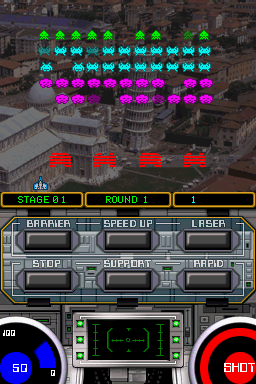 STAGE 01 ROUND 1 1
BARRIER SPEED UP LASER
STOP SUPPORT RAPID
100
50
0
SHOT